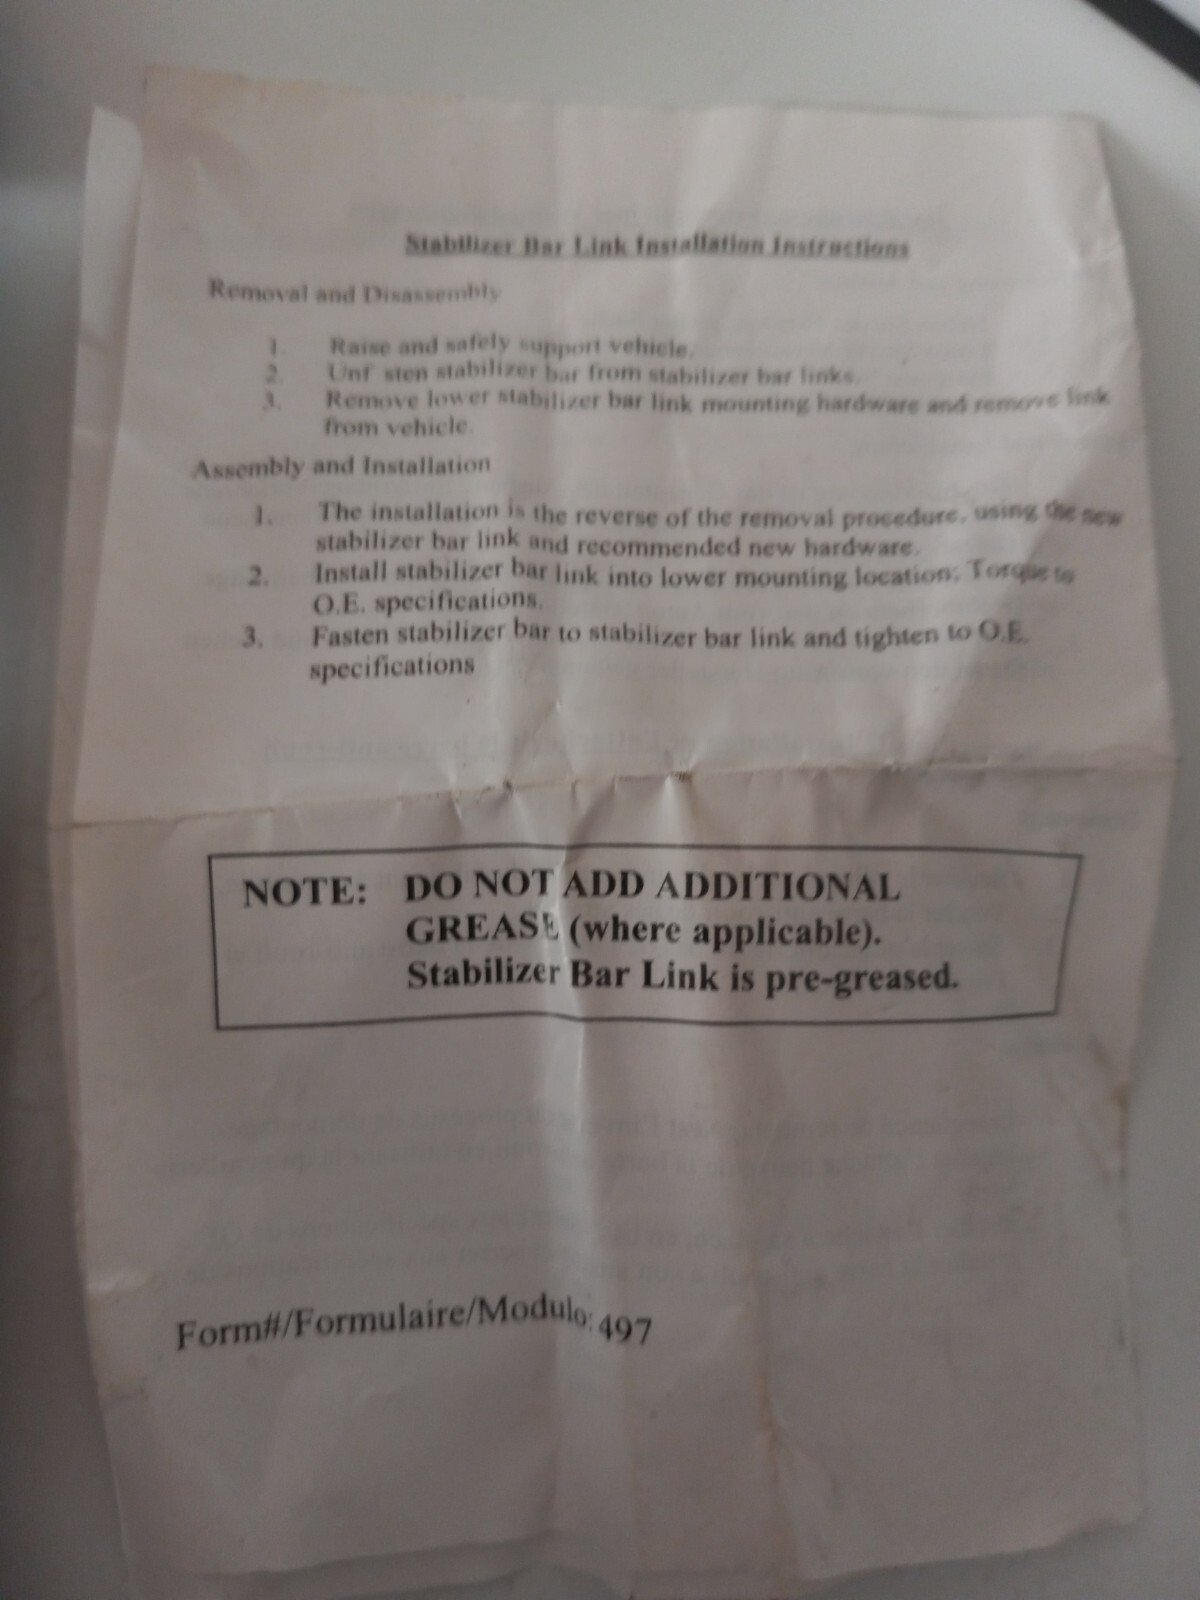 Stabilizer Bar Link Installation Instructions
Removal and Disassembly
1. Raise and safely support vehicle.
2. Unf sten stabilizer bar from stabilizer bar links.
3. Remove lower stabilizer bar link mounting hardware and remove link
from vehicle.
Assembly and Installation
1. The installation is the reverse of the removal procedure, using the new
stabilizer bar link and recommended new hardware.
2. Install stabilizer bar link into lower mounting location. Torque to
O.E. specifications.
3. Fasten stabilizer bar to stabilizer bar link and tighten to O.E.
specifications
NOTE: DO NOT ADD ADDITIONAL
GREASE (where applicable).
Stabilizer Bar Link is pre-greased.
Form#/Formulaire/Modulo: 497